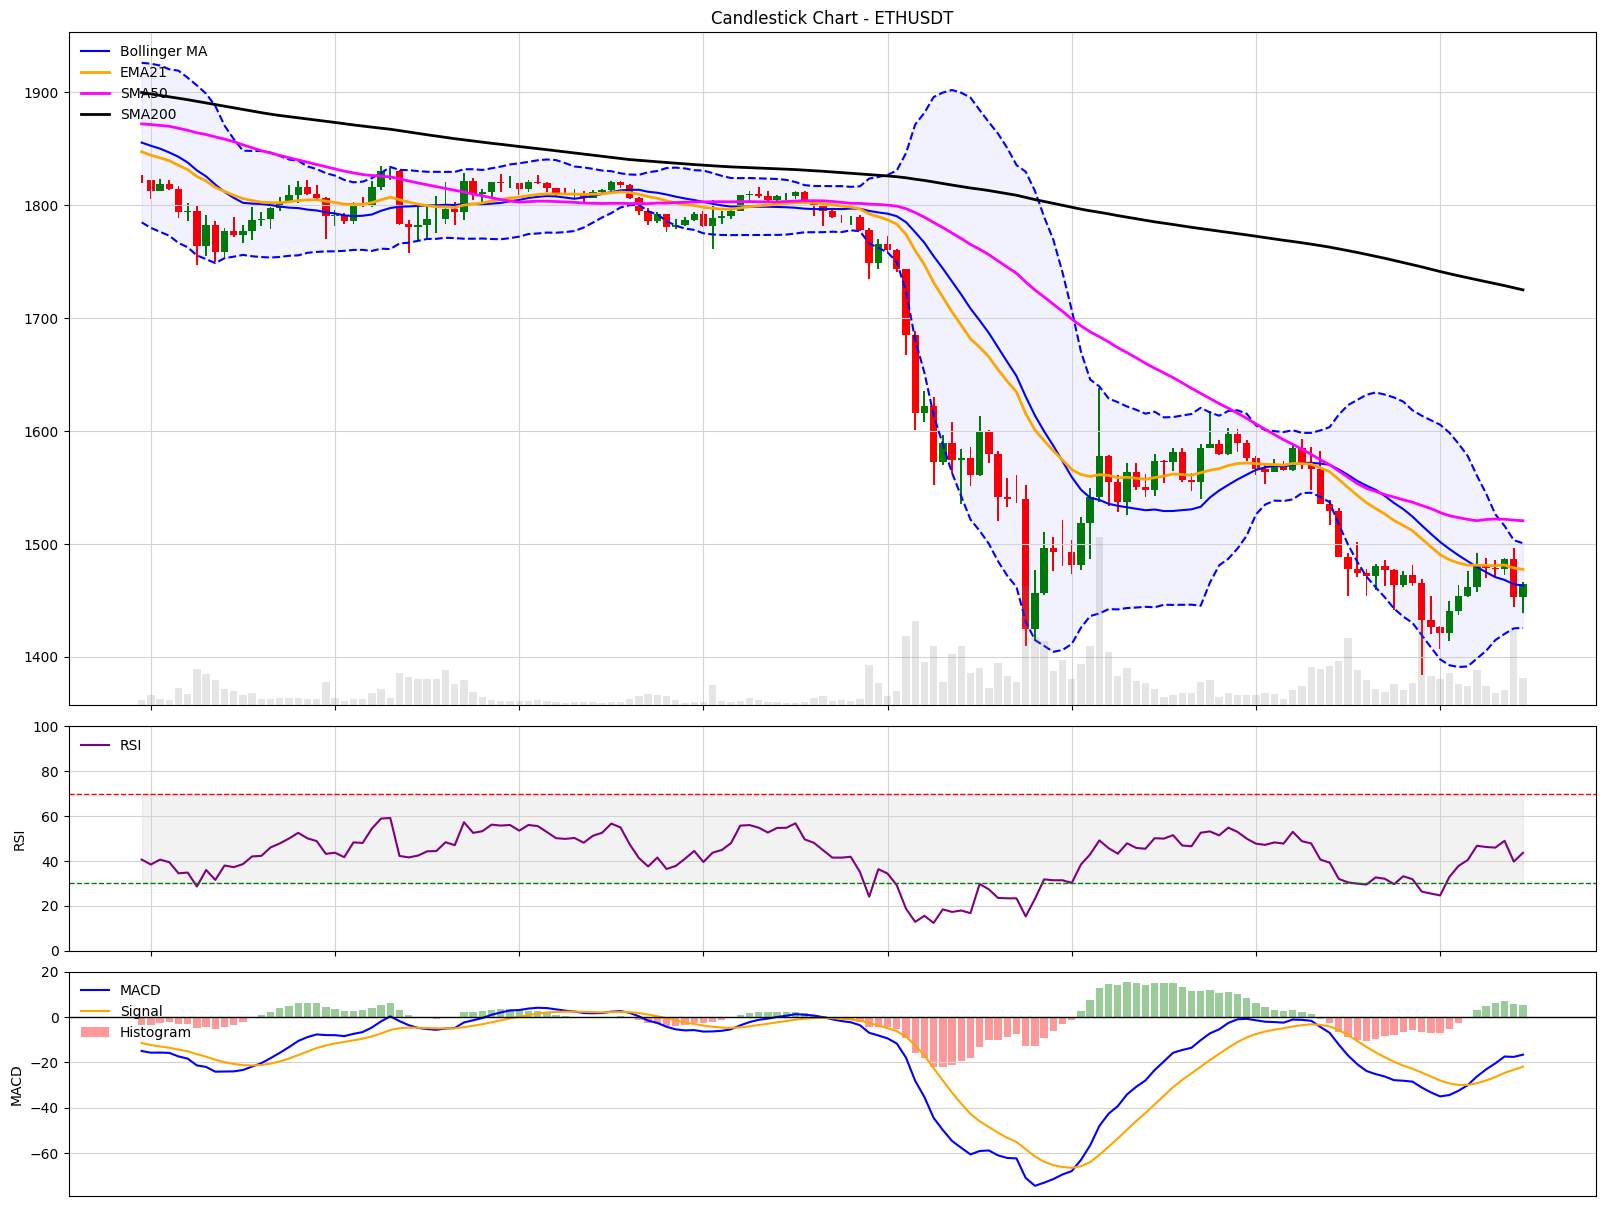 Candlestick Chart - ETHUSDT
Bollinger MA
EMA21
SMA50
SMA200
1900
1800
1700
1600
1500
1400
RSI
100
80
60
40
20
0
RSI
MACD
Signal
Histogram
20
0
−20
−40
−60
MACD